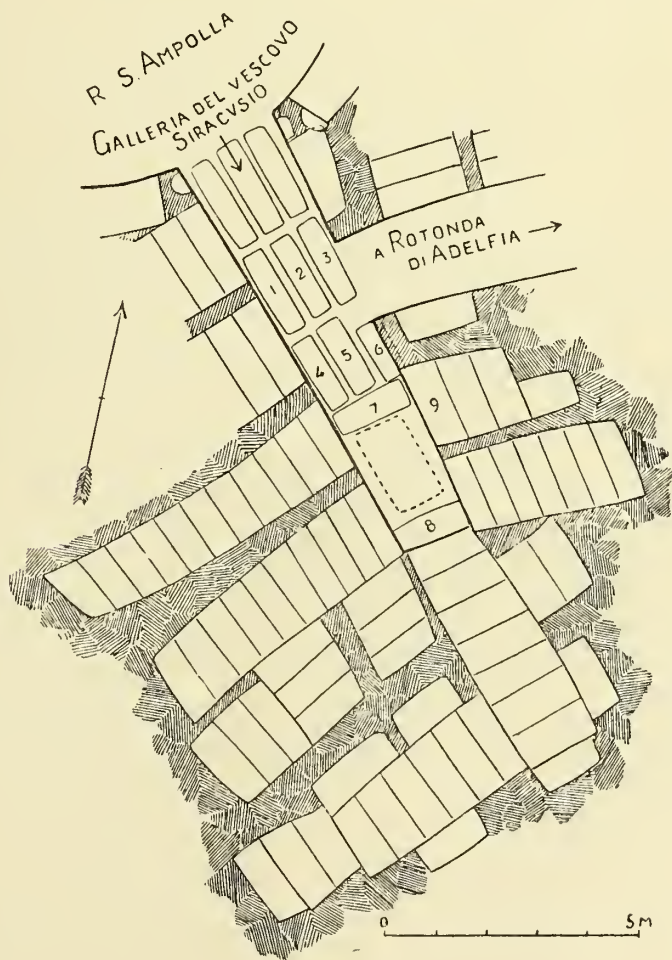 R S. AMPOLLA
GALLERIA DEL VESCOVO
SIRACVSIO
A ROTONDA
DI ADELFIA
1
2
3
4
5
6
7
9
8
0 5 M